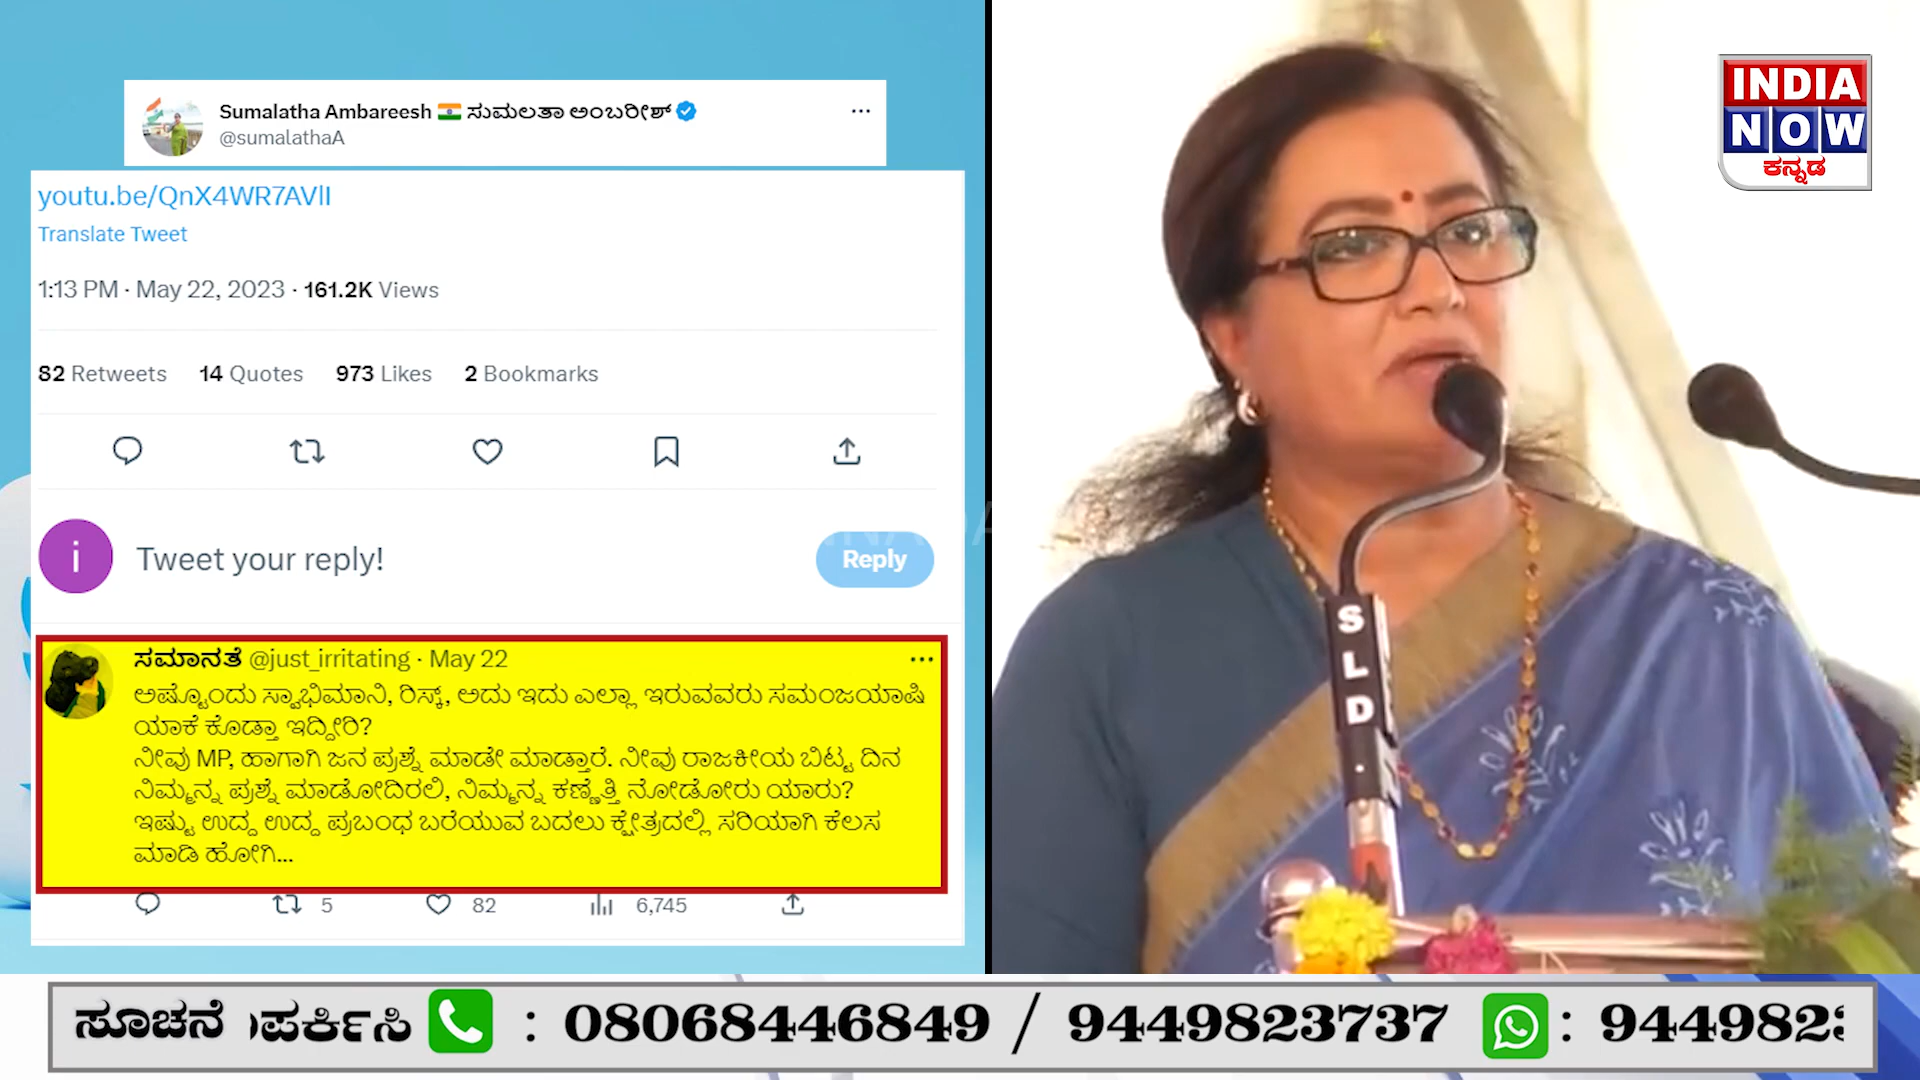 Sumalatha Ambareesh 🇮🇳 ಸುಮಲತಾ ಅಂಬರೀಶ್
@sumalathaA
youtu.be/QnX4WR7AVlI
Translate Tweet
1:13 PM · May 22, 2023 · 161.2K Views
82 Retweets 14 Quotes 973 Likes 2 Bookmarks
i Tweet your reply! Reply
ಸಮಾನತೆ @just_irritating · May 22
ಅಷ್ಟೊಂದು ಸ್ವಾಭಿಮಾನಿ, ರಿಸ್ಕ್, ಅದು ಇದು ಎಲ್ಲಾ ಇರುವವರು ಸಮಂಜಯಾಷಿ
ಯಾಕೆ ಕೊಡ್ತಾ ಇದ್ದೀರಿ?
ನೀವು MP, ಹಾಗಾಗಿ ಜನ ಪ್ರಶ್ನೆ ಮಾಡೇ ಮಾಡ್ತಾರೆ. ನೀವು ರಾಜಕೀಯ ಬಿಟ್ಟ ದಿನ
ನಿಮ್ಮನ್ನ ಪ್ರಶ್ನೆ ಮಾಡೋದಿರಲಿ, ನಿಮ್ಮನ್ನ ಕಣ್ಣೆತ್ತಿ ನೋಡೋರು ಯಾರು?
ಇಷ್ಟು ಉದ್ದ ಉದ್ದ ಪ್ರಬಂಧ ಬರೆಯುವ ಬದಲು ಕ್ಷೇತ್ರದಲ್ಲಿ ಸರಿಯಾಗಿ ಕೆಲಸ
ಮಾಡಿ ಹೋಗಿ...
5 82 6,745
INDIA
NOW
ಕನ್ನಡ
SLD.
ಸೂಚನೆ ಪರ್ಕಿಸಿ : 08068446849 / 9449823737 : 944982